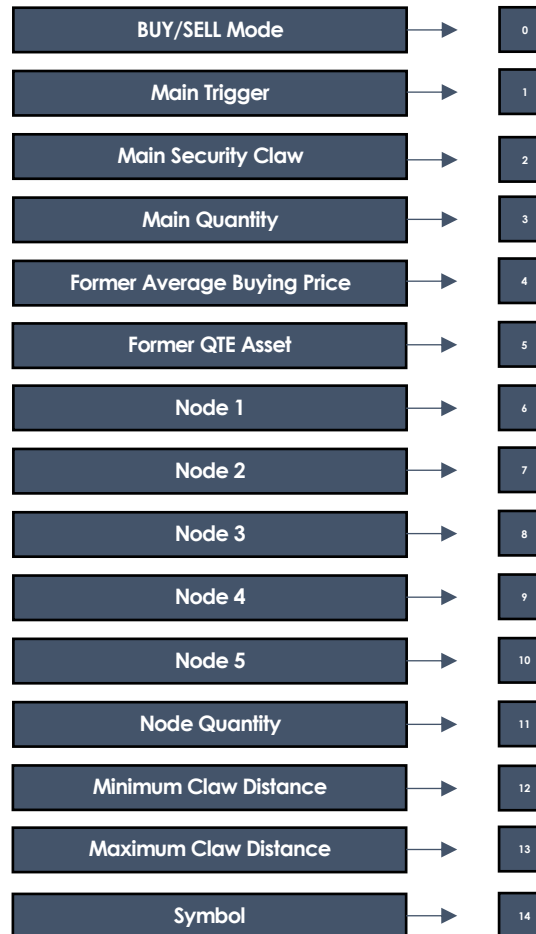 BUY/SELL Mode 0
Main Trigger 1
Main Security Claw 2
Main Quantity 3
Former Average Buying Price 4
Former QTE Asset 5
Node 1 6
Node 2 7
Node 3 8
Node 4 9
Node 5 10
Node Quantity 11
Minimum Claw Distance 12
Maximum Claw Distance 13
Symbol 14